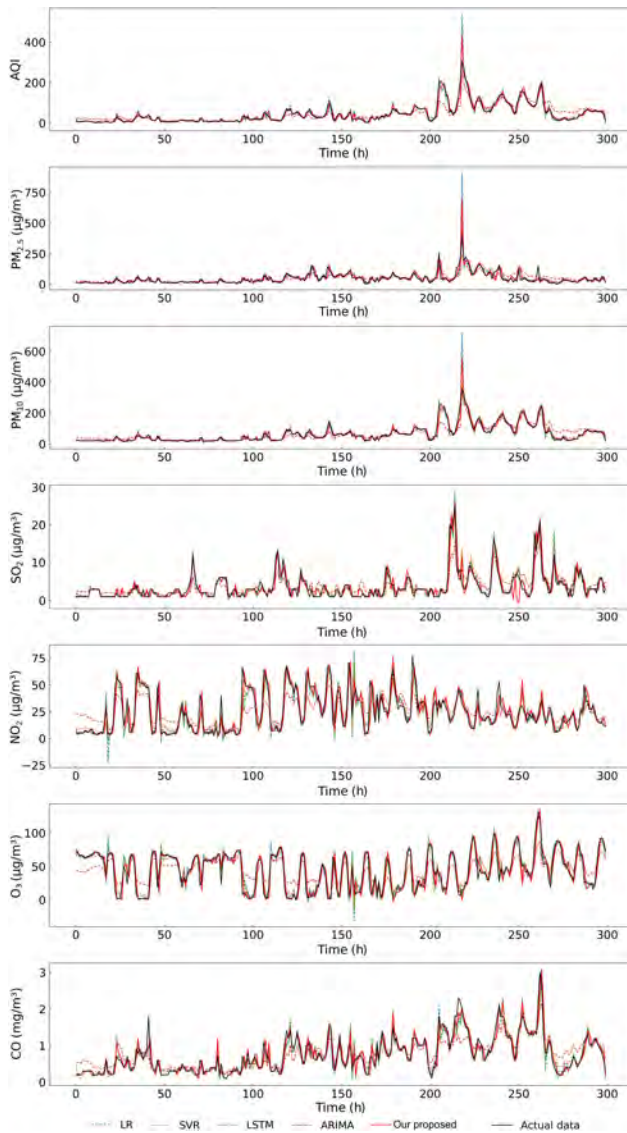 AQI
400
200
0
0 50 100 150 200 250 300
Time (h)
PM₂.₅ (μg/m³)
750
500
250
0
0 50 100 150 200 250 300
Time (h)
PM₁₀ (μg/m³)
600
400
200
0
0 50 100 150 200 250 300
Time (h)
SO₂ (μg/m³)
30
20
10
0
0 50 100 150 200 250 300
Time (h)
NO₂ (μg/m³)
75
50
25
0
−25
0 50 100 150 200 250 300
Time (h)
O₃ (μg/m³)
100
50
0
0 50 100 150 200 250 300
Time (h)
CO (mg/m³)
3
2
1
0
0 50 100 150 200 250 300
Time (h)
LR SVR LSTM ARIMA Our proposed Actual data